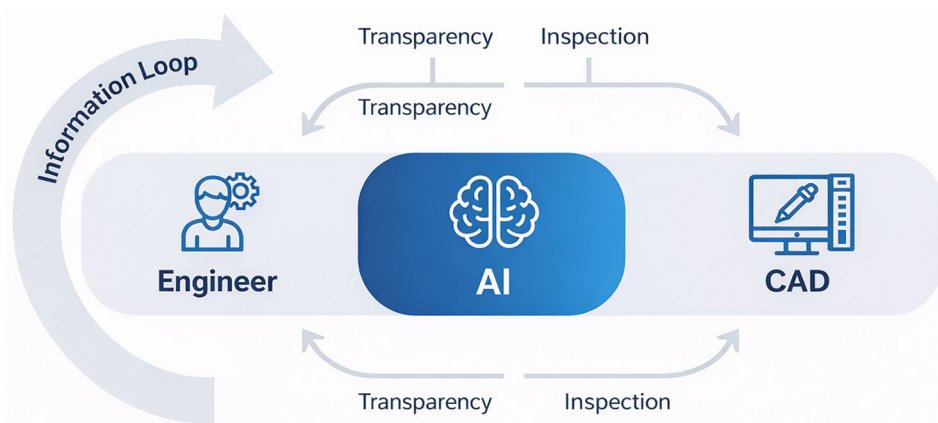 Transparency Inspection
Transparency
Information Loop
Engineer AI CAD
Transparency Inspection